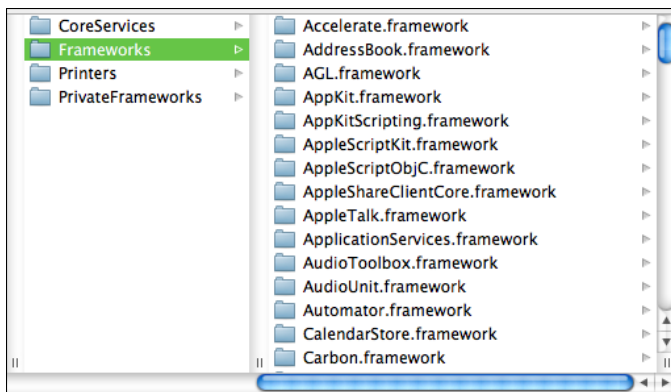 CoreServices
Frameworks
Printers
PrivateFrameworks
Accelerate.framework
AddressBook.framework
AGL.framework
AppKit.framework
AppKitScripting.framework
AppleScriptKit.framework
AppleScriptObjC.framework
AppleShareClientCore.framework
AppleTalk.framework
ApplicationServices.framework
AudioToolbox.framework
AudioUnit.framework
Automator.framework
CalendarStore.framework
Carbon.framework